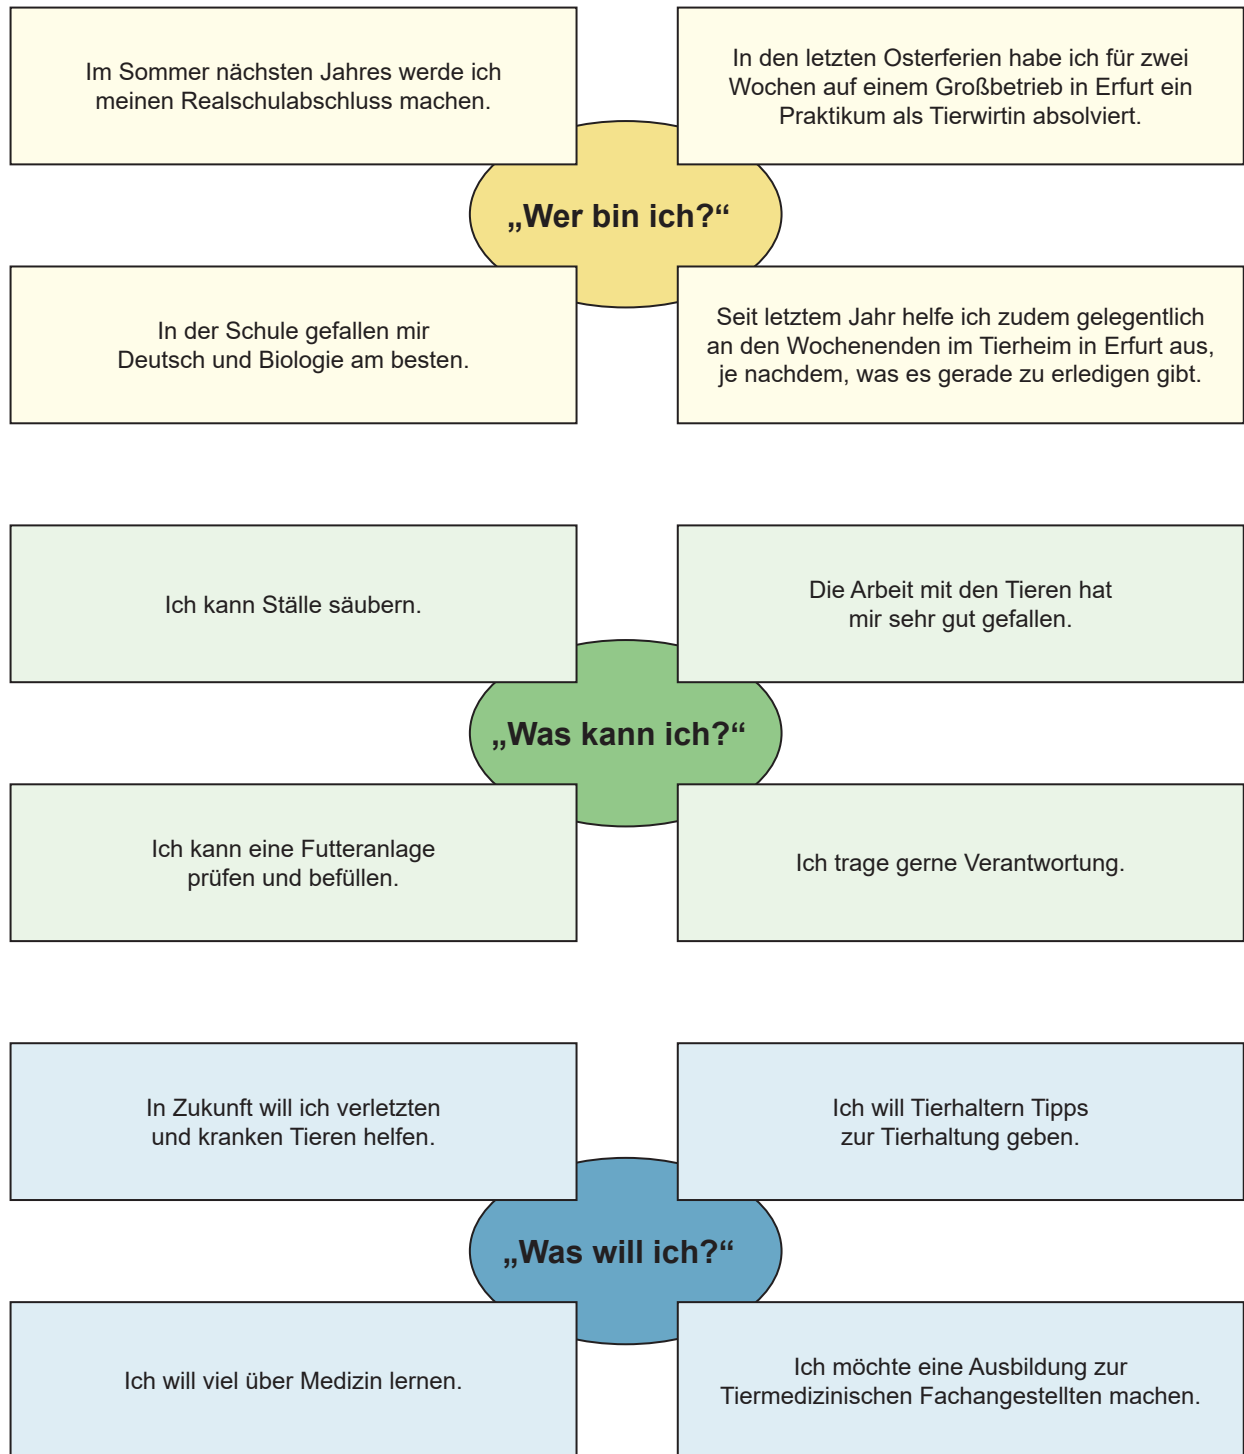 Im Sommer nächsten Jahres werde ich
meinen Realschulabschluss machen.
In den letzten Osterferien habe ich für zwei
Wochen auf einem Großbetrieb in Erfurt ein
Praktikum als Tierwirtin absolviert.
„Wer bin ich?“
In der Schule gefallen mir
Deutsch und Biologie am besten.
Seit letztem Jahr helfe ich zudem gelegentlich
an den Wochenenden im Tierheim in Erfurt aus,
je nachdem, was es gerade zu erledigen gibt.
Ich kann Ställe säubern.
Die Arbeit mit den Tieren hat
mir sehr gut gefallen.
„Was kann ich?“
Ich kann eine Futteranlage
prüfen und befüllen.
Ich trage gerne Verantwortung.
In Zukunft will ich verletzten
und kranken Tieren helfen.
Ich will Tierhaltern Tipps
zur Tierhaltung geben.
„Was will ich?“
Ich will viel über Medizin lernen.
Ich möchte eine Ausbildung zur
Tiermedizinischen Fachangestellten machen.